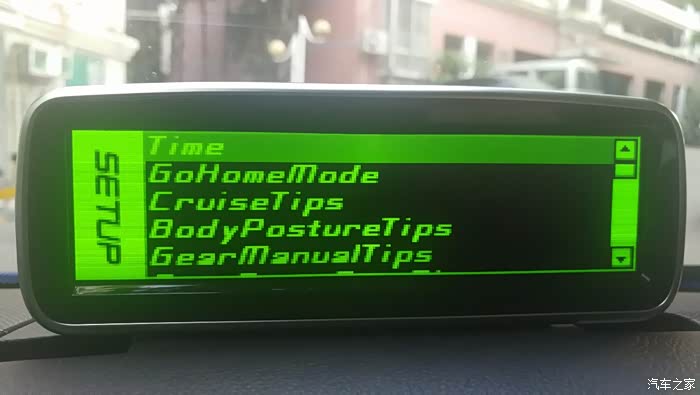 SETUP
Time
GoHomeMode
CruiseTips
BodyPostureTips
GearManualTips
汽车之家